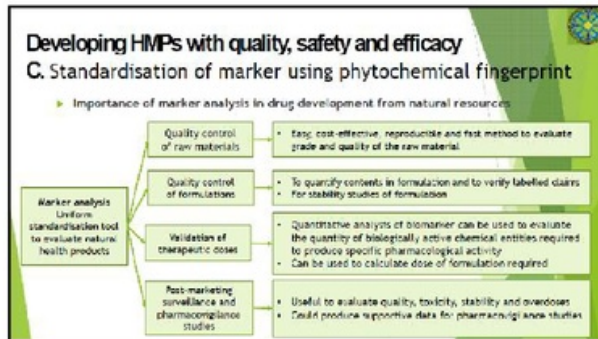 Developing HMPs with quality, safety and efficacy
C. Standardisation of marker using phytochemical fingerprint
Importance of marker analysis in drug development from natural resources
Marker analysis
Uniform
standardisation tool
to evaluate natural
health products
Quality control
of raw materials
• Easy, cost-effective, reproducible and fast method to evaluate
grade and quality of the raw material
Quality control
of formulations
• To quantify contents in formulation and to verify labelled claims
• For stability studies of formulation
Validation of
therapeutic doses
• Quantitative analysis of biomarker can be used to evaluate
the quantity of biologically active chemical entities required
to produce specific pharmacological activity
• Can be used to calculate dose of formulation required
Post-marketing
surveillance and
pharmacovigilance
studies
• Useful to evaluate quality, toxicity, stability and overdoses
• Could produce supportive data for pharmacovigilance studies